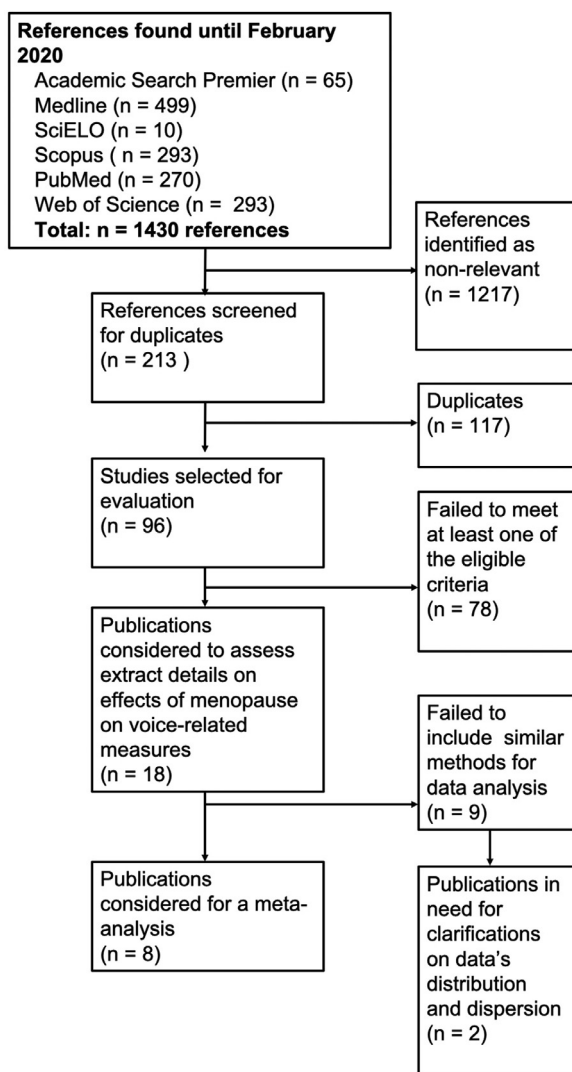 References found until February
2020
Academic Search Premier (n = 65)
Medline (n = 499)
SciELO (n = 10)
Scopus ( n = 293)
PubMed (n = 270)
Web of Science (n =  293)
Total: n = 1430 references
References
identified as
non-relevant
(n = 1217)
References screened
for duplicates
(n = 213 )
Duplicates
(n = 117)
Studies selected for
evaluation
(n = 96)
Failed to meet
at least one of
the eligible
criteria
(n = 78)
Publications
considered to assess
extract details on
effects of menopause
on voice-related
measures
(n = 18)
Failed to
include  similar
methods for
data analysis
(n = 9)
Publications
considered for a meta-
analysis
(n = 8)
Publications in
need for
clarifications
on data's
distribution
and dispersion
(n = 2)